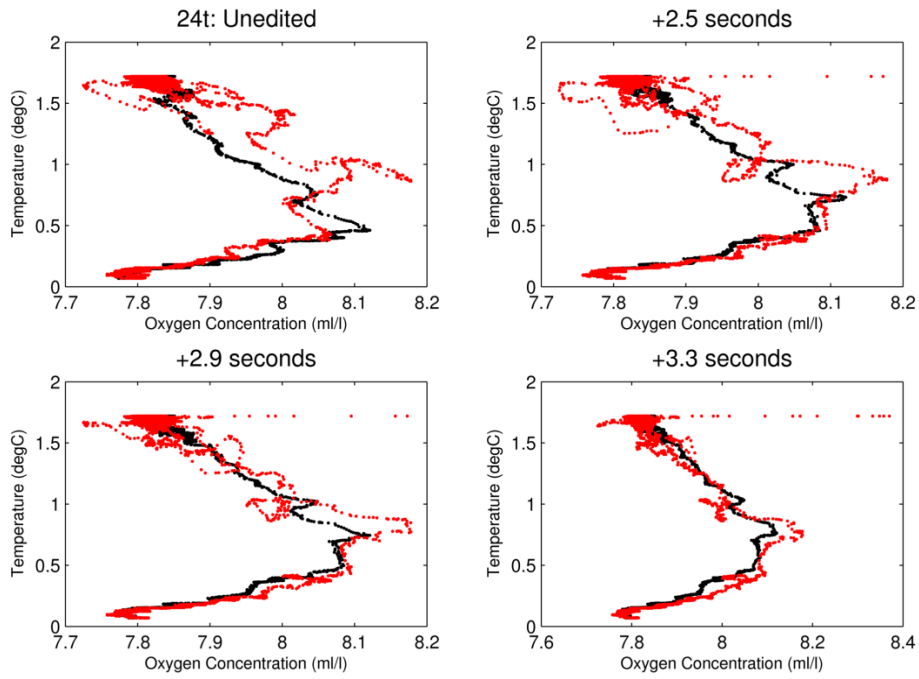 24t: Unedited
2
1.5
1
0.5
0
Temperature (degC)
7.7 7.8 7.9 8 8.1 8.2
Oxygen Concentration (ml/l)
+2.5 seconds
2
1.5
1
0.5
0
Temperature (degC)
7.6 7.7 7.8 7.9 8 8.1 8.2
Oxygen Concentration (ml/l)
+2.9 seconds
2
1.5
1
0.5
0
Temperature (degC)
7.7 7.8 7.9 8 8.1 8.2
Oxygen Concentration (ml/l)
+3.3 seconds
2
1.5
1
0.5
0
Temperature (degC)
7.6 7.8 8 8.2 8.4
Oxygen Concentration (ml/l)